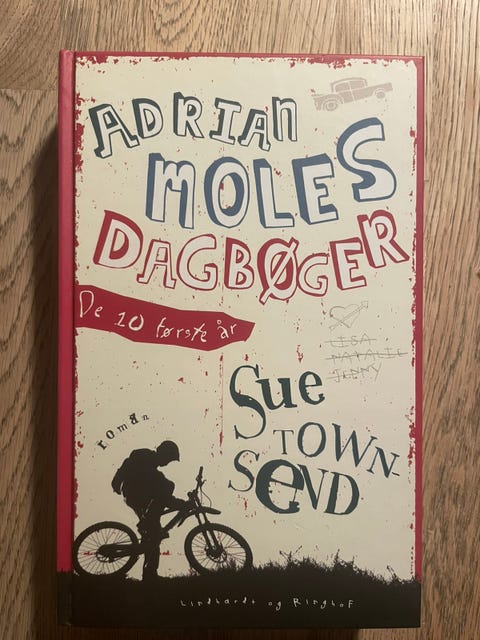 ADRIAN
MOLES
DAGBØGER
De 10 første år
LISA
NATALIE
JENNY
Sue
TOWN-
SEND
roman
Lindhardt og Ringhof